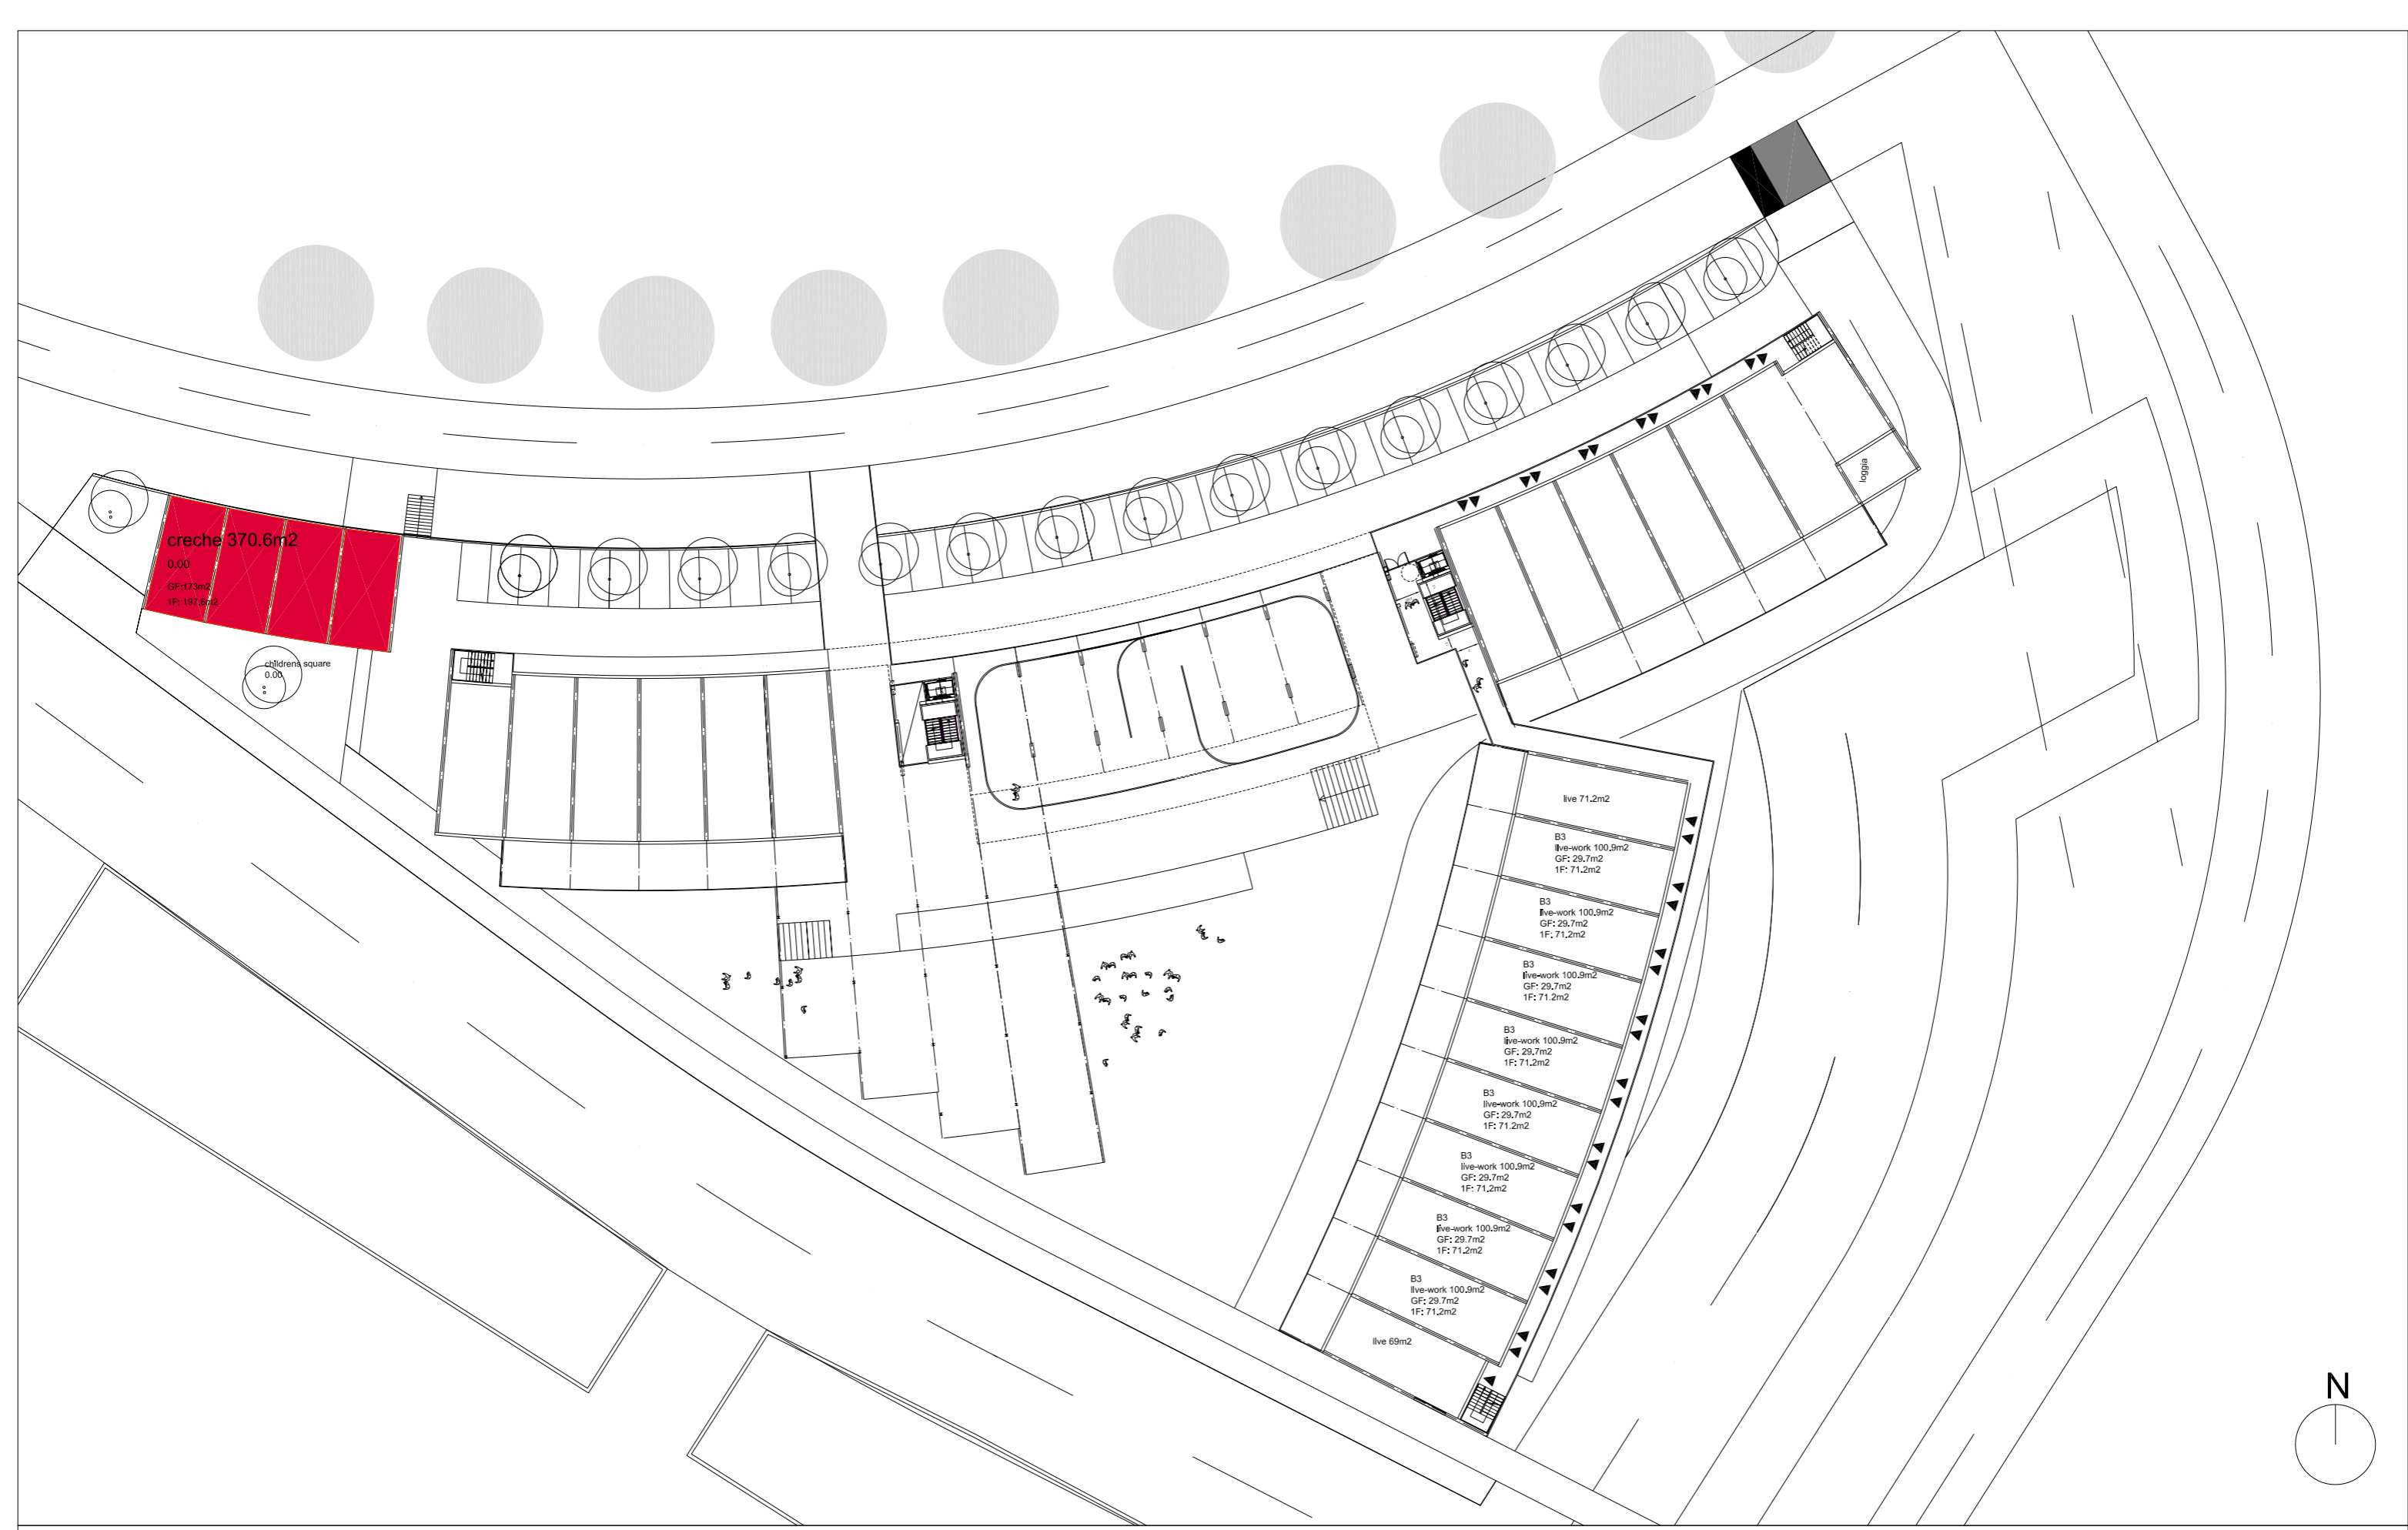 creche 370.6m2
0.00
GF:173m2
1F: 197,6m2
childrens square
0.00
loggia
live 71.2m2
B3
live-work 100.9m2
GF: 29.7m2
1F: 71.2m2
B3
live-work 100.9m2
GF: 29.7m2
1F: 71.2m2
B3
live-work 100.9m2
GF: 29.7m2
1F: 71.2m2
B3
live-work 100.9m2
GF: 29.7m2
1F: 71.2m2
B3
live-work 100.9m2
GF: 29.7m2
1F: 71.2m2
B3
live-work 100.9m2
GF: 29.7m2
1F: 71.2m2
B3
live-work 100.9m2
GF: 29.7m2
1F: 71.2m2
B3
live-work 100.9m2
GF: 29.7m2
1F: 71.2m2
live 69m2
N